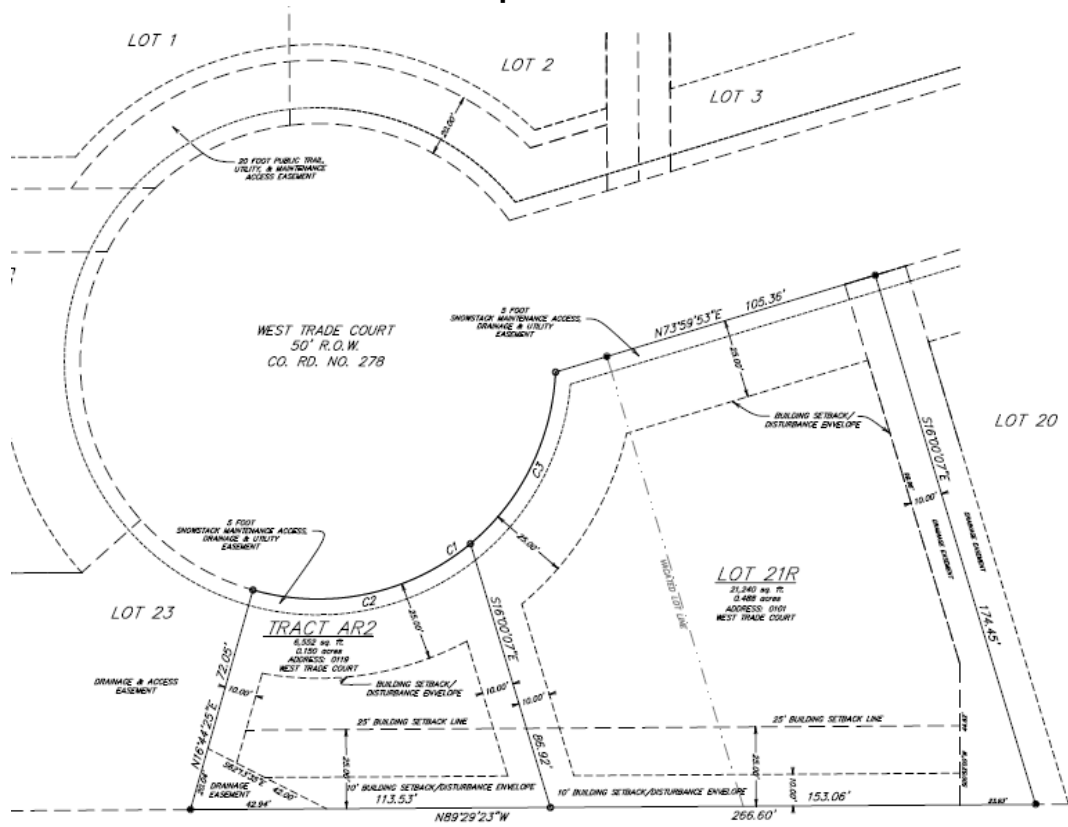 LOT 1
LOT 2
LOT 3
20.00'
20 FOOT PUBLIC TRAIL,
UTILITY, & MAINTENANCE
ACCESS EASEMENT
WEST TRADE COURT
50' R.O.W.
CO. RD. NO. 278
5 FOOT
SNOWSTACK MAINTENANCE ACCESS,
DRAINAGE & UTILITY
EASEMENT
N73°59'53"E
105.36'
25.00'
BUILDING SETBACK/
DISTURBANCE ENVELOPE
LOT 20
S16°00'07"E
10.00'
DRAINAGE EASEMENT
DRAINAGE EASEMENT
174.45'
C3
25.00'
C1
C2
5 FOOT
SNOWSTACK MAINTENANCE ACCESS,
DRAINAGE & UTILITY
EASEMENT
VACATED LOT LINE
LOT 21R
21,240 sq. ft.
0.488 acres
ADDRESS: 0101
WEST TRADE COURT
LOT 23
TRACT AR2
6,552 sq. ft.
0.150 acres
ADDRESS: 0119
WEST TRADE COURT
25.00'
S16°00'07"E
86.92'
DRAINAGE & ACCESS
EASEMENT
N16°44'25"E
72.05'
10.00'
BUILDING SETBACK/
DISTURBANCE ENVELOPE
10.00'
10.00'
25' BUILDING SETBACK LINE
25' BUILDING SETBACK LINE
25.00'
25.00'
10.00'
20.04'
42.00'
DRAINAGE
EASEMENT
42.94'
10' BUILDING SETBACK/DISTURBANCE ENVELOPE
113.53'
10' BUILDING SETBACK/DISTURBANCE ENVELOPE
153.06'
N89°29'23"W
266.60'